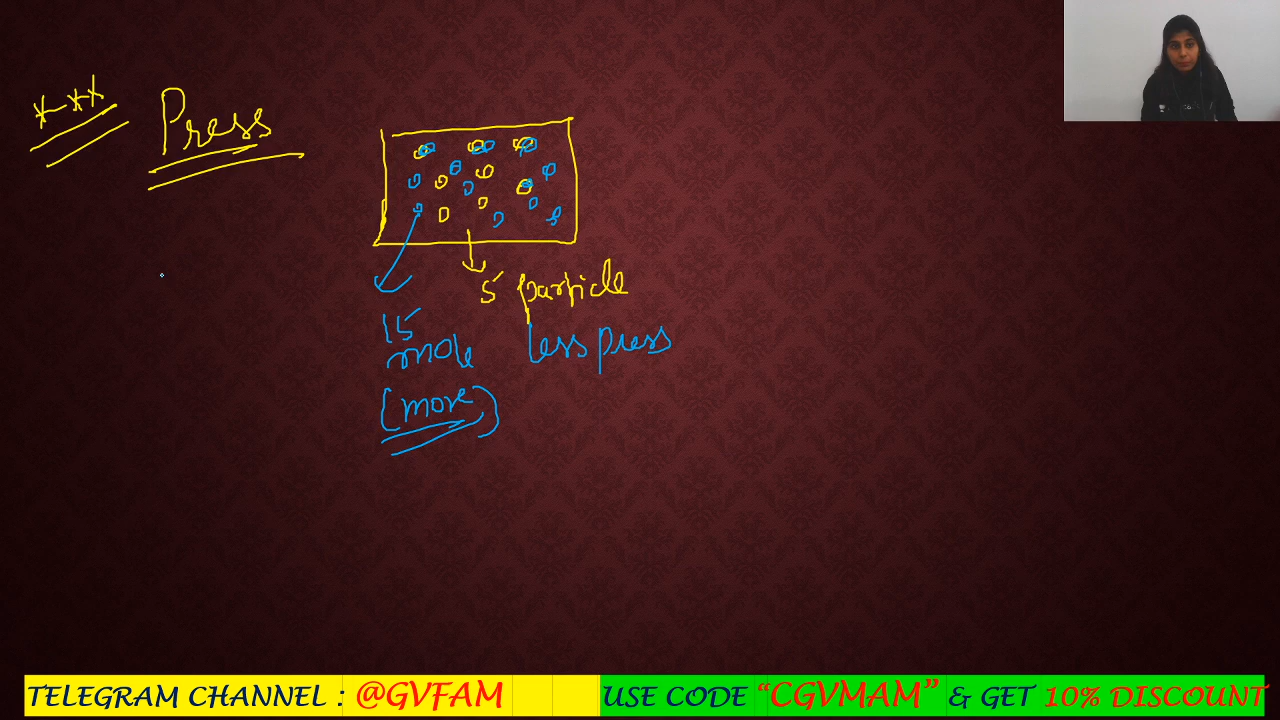 ***
Press
5 particle
15
mole
less press
(more)
TELEGRAM CHANNEL : @GVFAM
USE CODE “CGVMAM” & GET 10% DISCOUNT